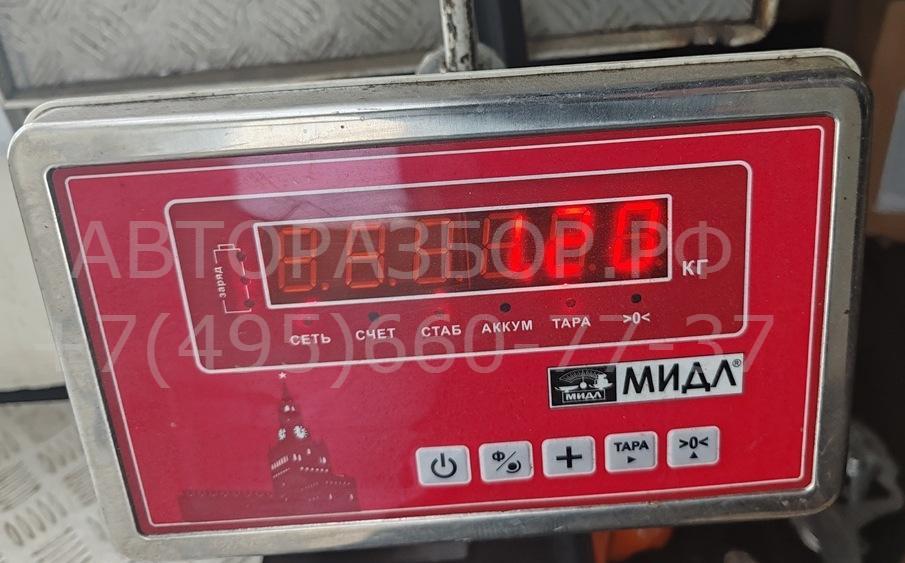 АВТОРАЗБОР.РФ
+7(495)660-77-37
заряд
КГ
СЕТЬ СЧЕТ СТАБ АККУМ ТАРА >0<
МИДЛ МИДЛ®
Ф ТАРА >0<